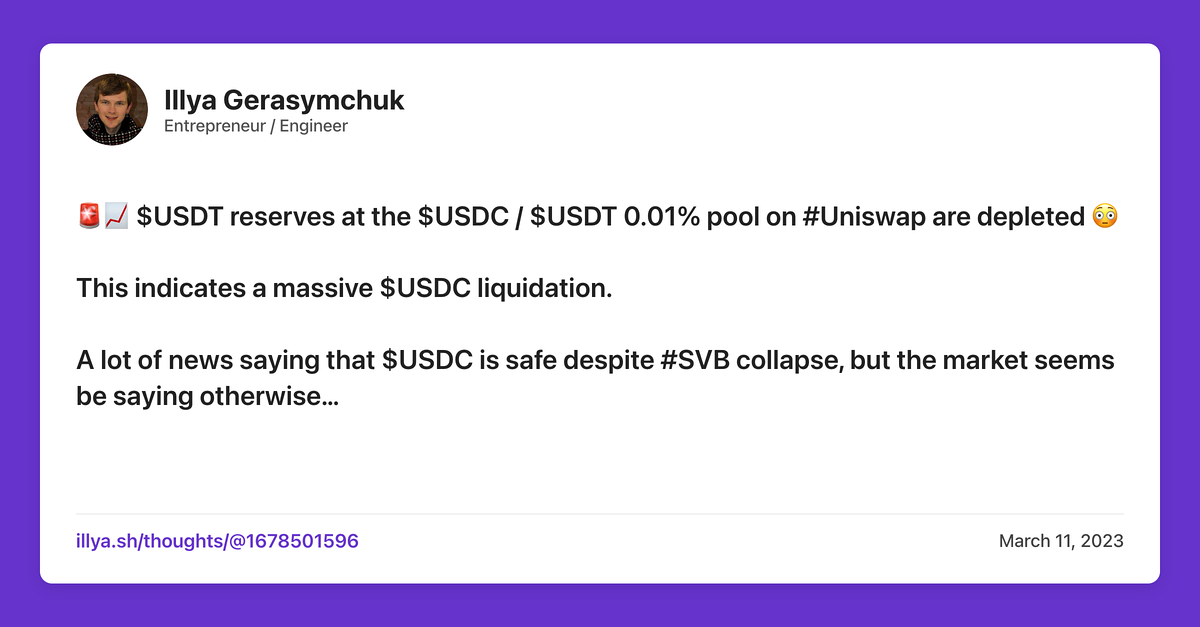 Illya Gerasymchuk
Entrepreneur / Engineer
🚨📈 $USDT reserves at the $USDC / $USDT 0.01% pool on #Uniswap are depleted 😳
This indicates a massive $USDC liquidation.
A lot of news saying that $USDC is safe despite #SVB collapse, but the market seems
be saying otherwise...
illya.sh/thoughts/@1678501596
March 11, 2023